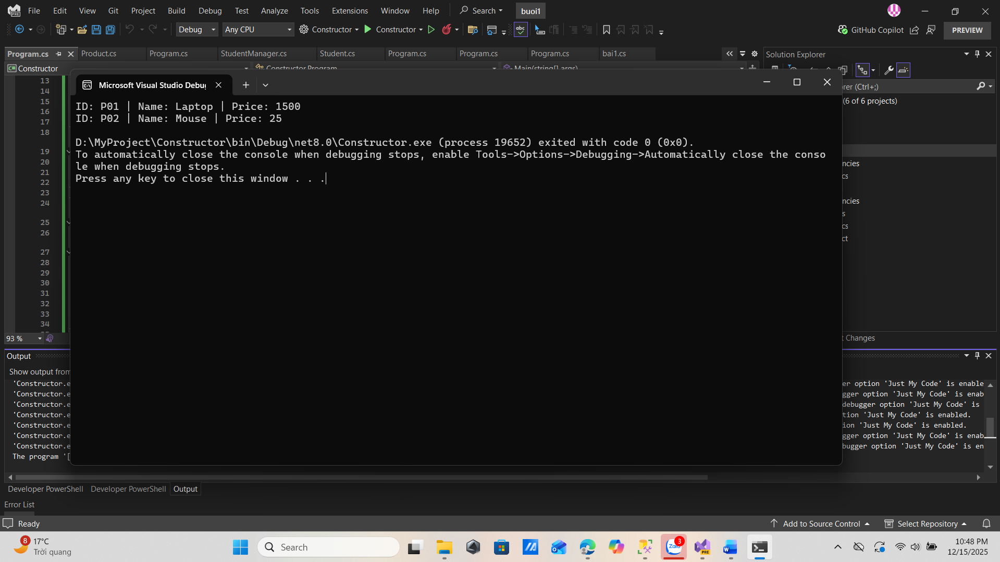 File Edit View Git Project Build Debug Test Analyze Tools Extensions Window Help Search buoi1
Debug Any CPU Constructor Constructor GitHub Copilot PREVIEW
Program.cs Product.cs Program.cs StudentManager.cs Student.cs Program.cs Program.cs Program.cs bai1.cs Solution Explorer
C# Constructor Constructor.Program Main(string[] args)
Microsoft Visual Studio Debug
(Ctrl+;)
(6 of 6 projects)
13
14
15
16
17
18
19
20
21
22
23
24
25
26
27
28
29
30
31
32
33
34
ID: P01 | Name: Laptop | Price: 1500
ID: P02 | Name: Mouse | Price: 25
D:\MyProject\Constructor\bin\Debug\net8.0\Constructor.exe (process 19652) exited with code 0 (0x0).
To automatically close the console when debugging stops, enable Tools->Options->Debugging->Automatically close the conso
le when debugging stops.
Press any key to close this window . . .
ncies
cs
ncies
s
cs
ct
93 %
t Changes
Output
Show output from
'Constructor.e er option 'Just My Code' is enable
'Constructor.e gger option 'Just My Code' is enab
'Constructor.e debugger option 'Just My Code' is
'Constructor.e tion 'Just My Code' is enabled.
'Constructor.e ion 'Just My Code' is enabled.
'Constructor.e gger option 'Just My Code' is enab
'Constructor.e bugger option 'Just My Code' is en
The program '[
Developer PowerShell Developer PowerShell Output
Error List
Ready Add to Source Control Select Repository
8 17°C
Trời quang
Search
Zalo 3
PRE
10:48 PM
12/15/2025